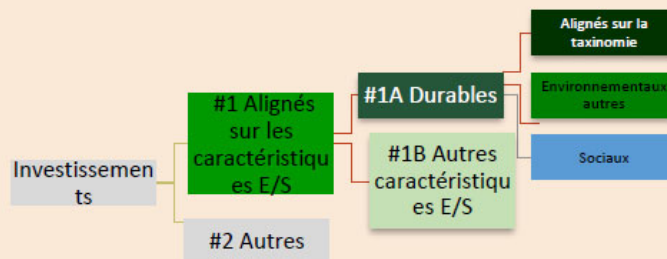 Investissemen
ts
#1 Alignés
sur les
caractéristiqu
es E/S
#2 Autres
#1A Durables
#1B Autres
caractéristiqu
es E/S
Alignés sur la
taxinomie
Environnementaux
autres
Sociaux